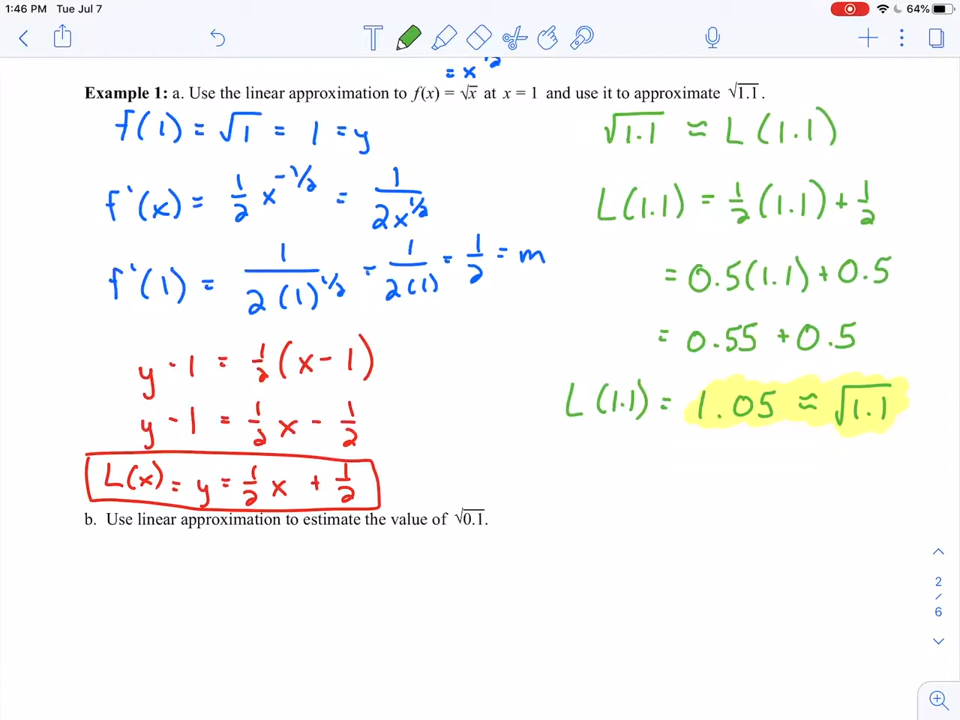 1:46 PM Tue Jul 7
64%
T
= x^1/2
Example 1: a. Use the linear approximation to f(x) = √x at x = 1 and use it to approximate √1.1.
f(1) = √1 = 1 = y
f'(x) = 1/2 x^-1/2 = 1/(2x^1/2)
f'(1) = 1/(2(1)^1/2) = 1/(2(1)) = 1/2 = m
y - 1 = 1/2(x - 1)
y - 1 = 1/2 x - 1/2
L(x) = y = 1/2 x + 1/2
√1.1 ≈ L(1.1)
L(1.1) = 1/2(1.1) + 1/2
= 0.5(1.1) + 0.5
= 0.55 + 0.5
L(1.1) = 1.05 ≈ √1.1
b. Use linear approximation to estimate the value of √0.1.
2
/
6